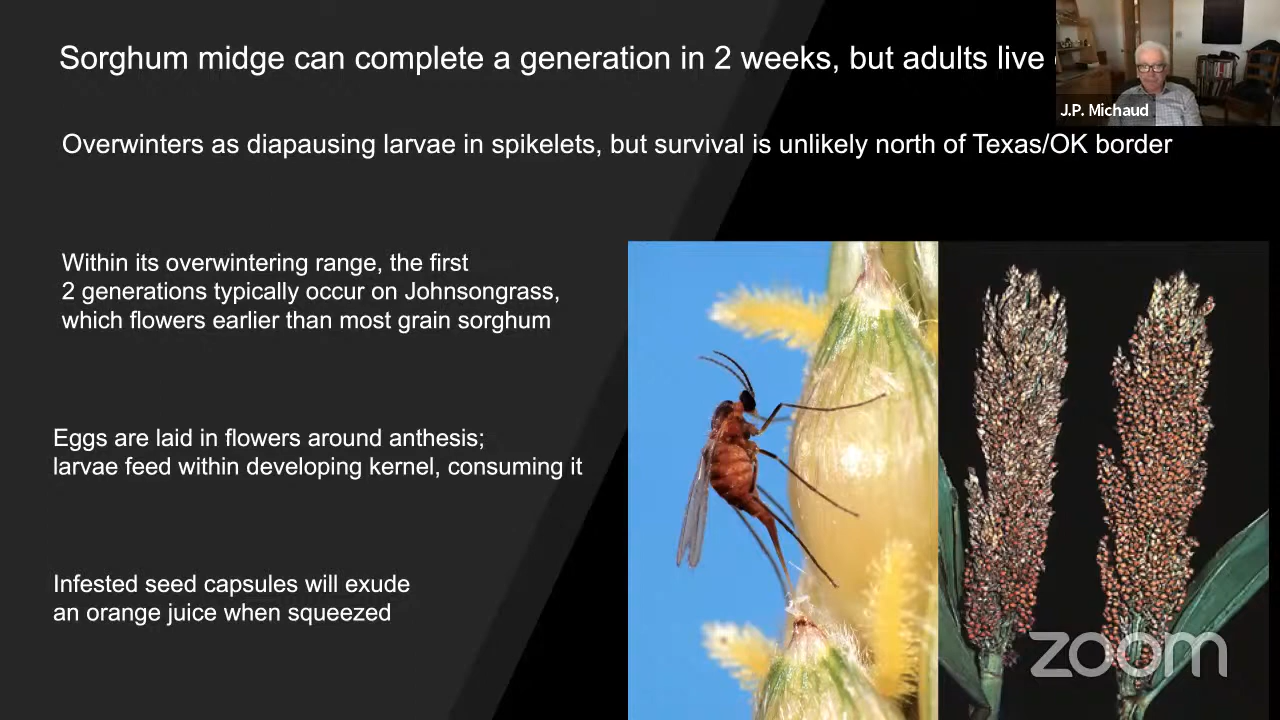 Sorghum midge can complete a generation in 2 weeks, but adults live
J.P. Michaud
Overwinters as diapausing larvae in spikelets, but survival is unlikely north of Texas/OK border
Within its overwintering range, the first
2 generations typically occur on Johnsongrass,
which flowers earlier than most grain sorghum
Eggs are laid in flowers around anthesis;
larvae feed within developing kernel, consuming it
Infested seed capsules will exude
an orange juice when squeezed
zoom